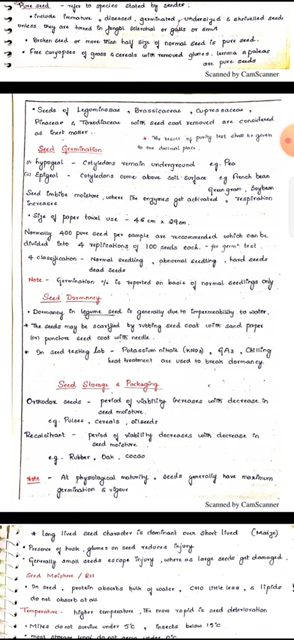 Pure seed - refer to species stated by sender.
• Include immature, diseased, germinated, undersized & shrivelled seeds
unless they are turned to fungal sclerotial or galls or smut
• Broken seed or more than half size of normal seed is pure seed.
• Free caryopses of grass & cereals with removed glumes, lemma & paleas
are pure seeds
Scanned by CamScanner
• Seeds of Leguminosae, Brassicaceae, Cupressaceae,
Pinaceae & Taxodiaceae with seed coat removed are considered
as inert matter.
* The result of purity test shall be given
to one decimal place.
Seed Germination
(i) hypogeal - Cotyledons remain underground eg. Pea
(ii) Epigeal - Cotyledons come above soil surface eg French bean
Green gram, Soybean
Seed imbibe moisture, where the enzymes get activated, respiration
increases
• Size of paper towel use - 46 cm x 29 cm.
Normally 400 pure seed per sample are recommended which can be
divided into 4 replications of 100 seeds each. - for germn test.
4 classification - Normal seedling, abnormal seedling, hard seeds
dead seeds
Note - Germination % is reported on basis of normal seedlings only
Seed Dormancy
• Dormancy in legume seed is generally due to impermeability to water.
* The seeds may be scarified by rubbing seed coat with sand paper
(or) puncture seed coat with needle.
* In seed testing lab - Potassium nitrate (KNO3), GA3, Chilling
heat treatment are used to break dormancy.
Seed Storage & Packaging
Orthodox seeds - period of viability increases with decrease in
seed moisture.
e.g. Pulses, cereals, oilseeds
Recalcitrant - period of viability decreases with decrease in
seed moisture.
e.g. Rubber, Oak, cocoa
Note - At physiological maturity, seeds generally have maximum
germination & vigour
Scanned by CamScanner
* Long lived seed character is dominant over short lived (Maize)
• Presence of husk, glumes on seed reduces injury
• Generally small seeds escape injury, where as large seeds get damaged.
Seed Moisture / RH
• In seed, protein absorbs bulk of water, CHO little less, & lipids
do not absorb at all
Temperature - higher temperature, the more rapid is seed deterioration
• Mites do not survive under 5°C, insects below 15°C